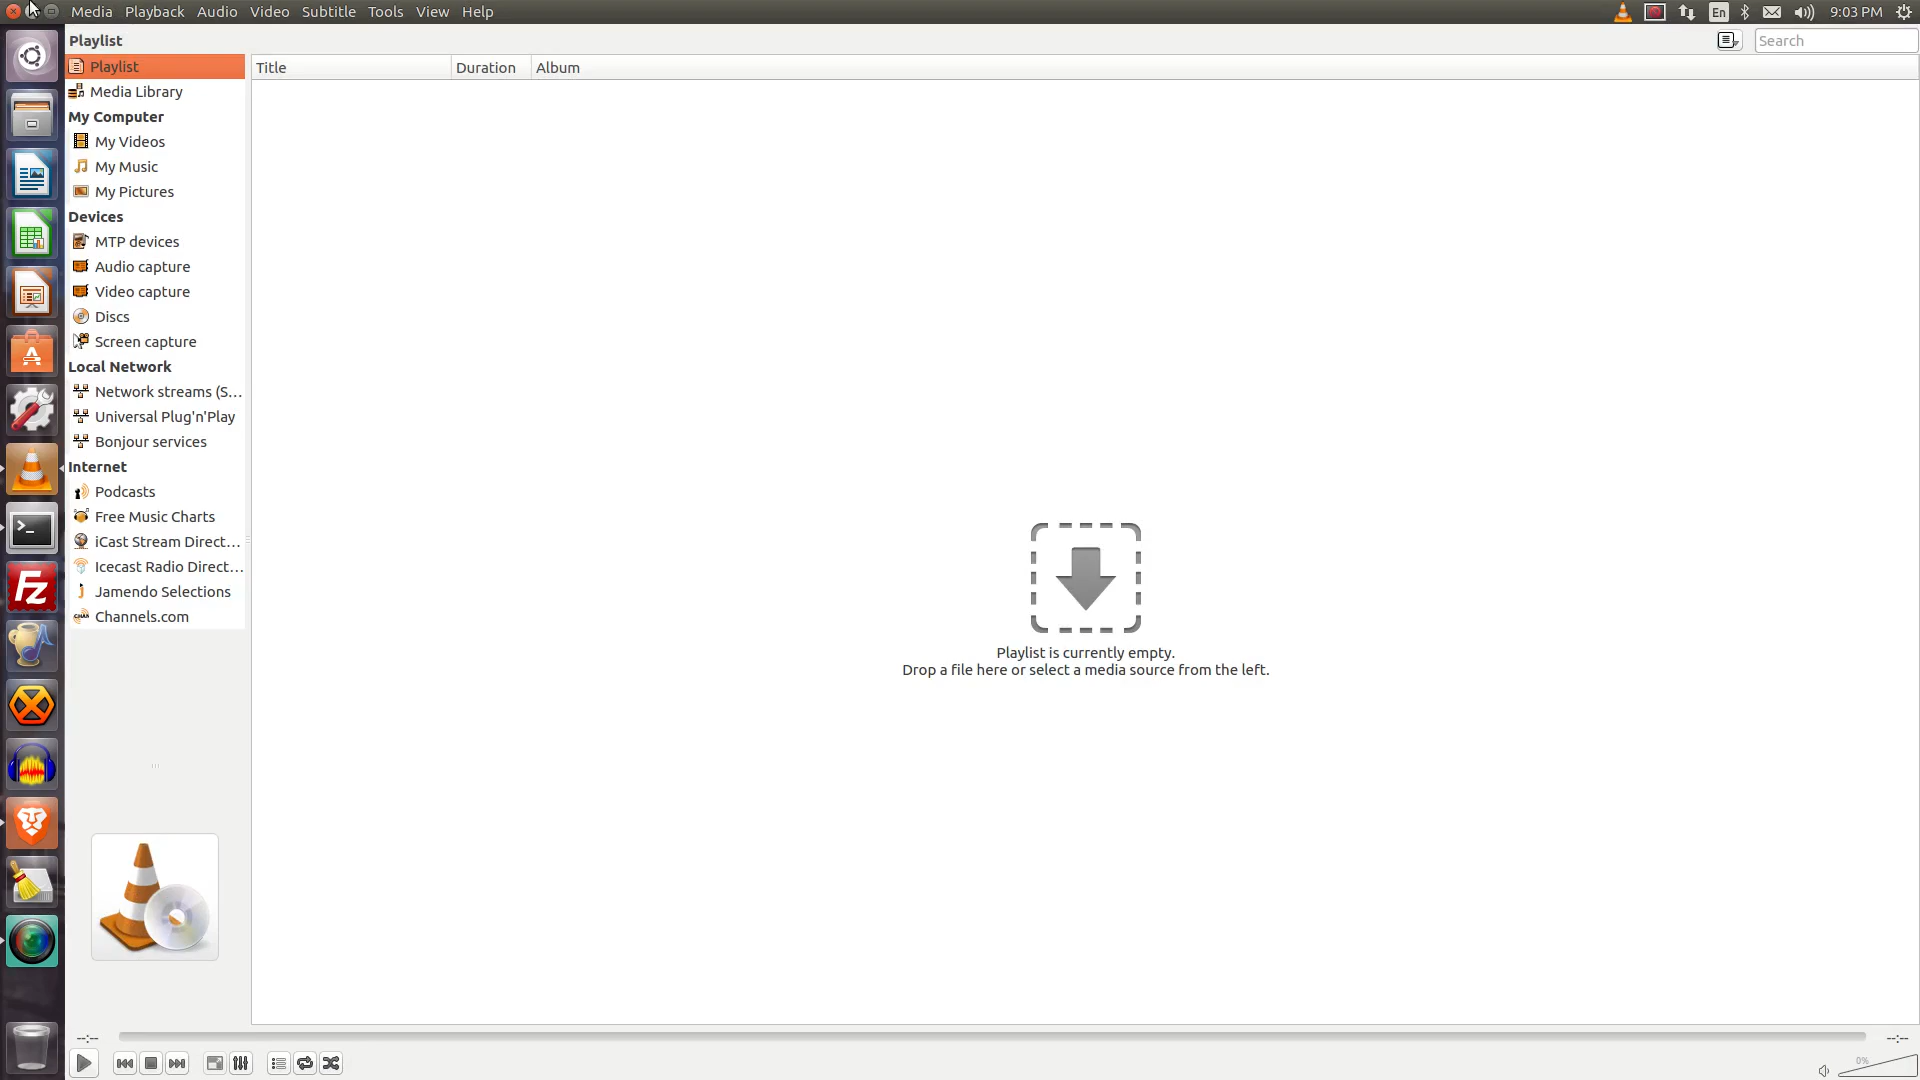 Media Playback Audio Video Subtitle Tools View Help
En
9:03 PM
Playlist
Search
Playlist
Media Library
My Computer
My Videos
My Music
My Pictures
Devices
MTP devices
Audio capture
Video capture
Discs
Screen capture
Local Network
Network streams (S...
Universal Plug'n'Play
Bonjour services
Internet
Podcasts
Free Music Charts
iCast Stream Direct...
Icecast Radio Direct...
Jamendo Selections
Channels.com
Title Duration Album
Playlist is currently empty.
Drop a file here or select a media source from the left.
--:-- --:--
0%